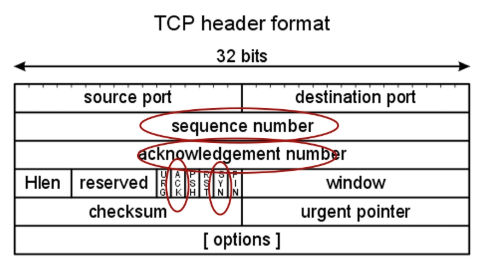 TCP header format
32 bits
source port destination port
sequence number
acknowledgement number
Hlen reserved URG ACK PSH RST SYN FIN window
checksum urgent pointer
[ options ]